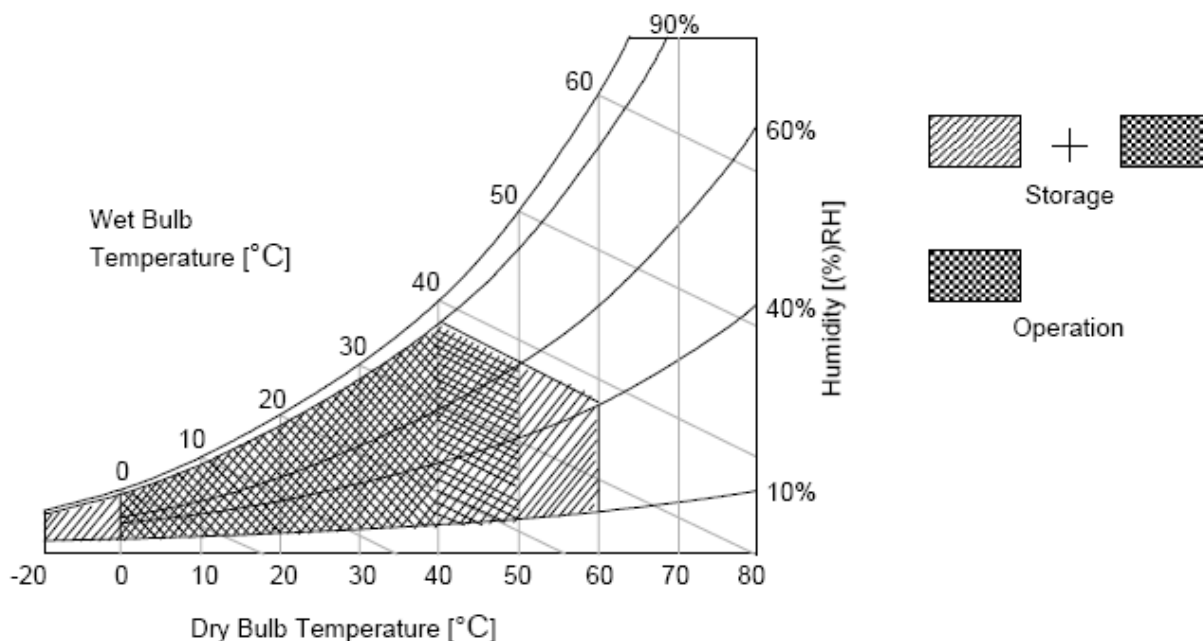 90%
60
60%
50
Wet Bulb
Temperature [°C]
40
40%
30
20
10
0
10%
-20 0 10 20 30 40 50 60 70 80
Dry Bulb Temperature [°C]
Humidity [(%)RH]
+
Storage
Operation